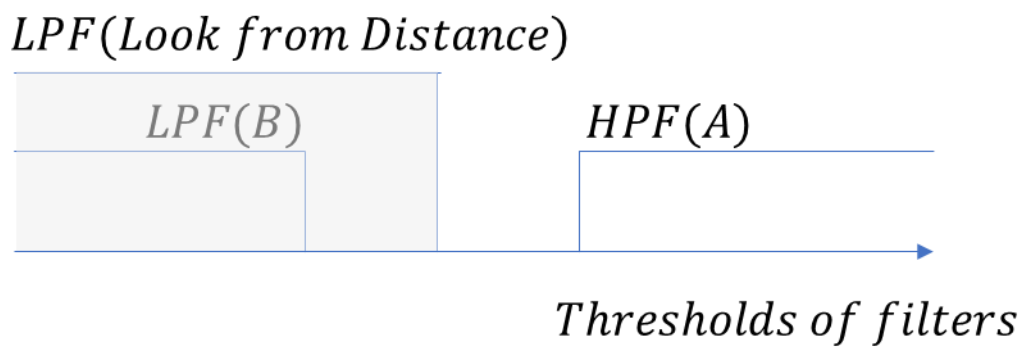 LPF(Look from Distance)
LPF(B)
HPF(A)
Thresholds of filters